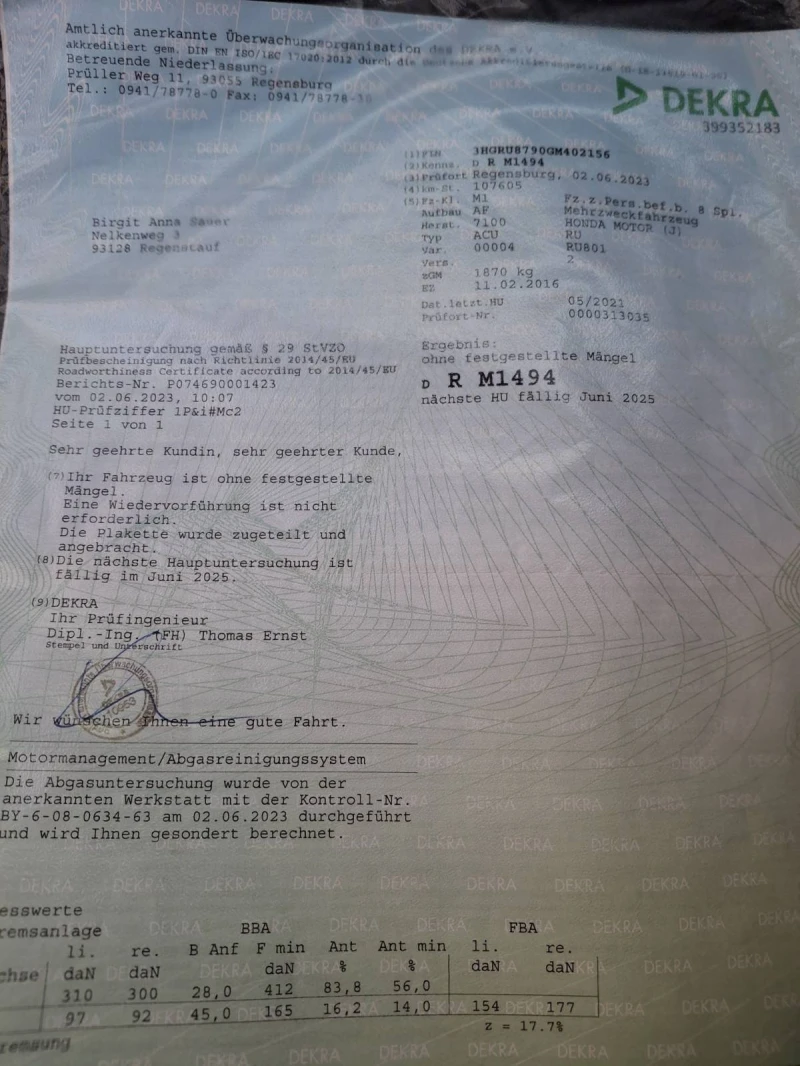 Amtlich anerkannte Überwachungsorganisation des DEKRA e.V.
akkreditiert gem. DIN EN ISO/IEC 17020:2012 durch die
Betreuende Niederlassung:
Prüller Weg 11, 93055 Regensburg
Tel.: 0941/78778-0 Fax: 0941/78778-
DEKRA
399352183
(1) FIN JHGRU8790GM402156
(2) Kennz. D R M1494
(3) Prüfort Regensburg, 02.06.2023
(4) km-St. 107605
(5) Fz-Kl. M1 Fz.z.Pers.bef.b. 8 Spl.
Aufbau AF Mehrzweckfahrzeug
Herst. 7100 HONDA MOTOR (J)
Typ ACU RU
Var. 00004 RU801
Vers. 2
zGM 1870 kg
EZ 11.02.2016
Dat.letzt.HU 05/2021
Prüfort-Nr. 0000313035
Birgit Anna
Nelkenweg
93128 Regenstauf
Hauptuntersuchung gemäß § 29 StVZO
Prüfbescheinigung nach Richtlinie 2014/45/EU
Roadworthiness Certificate according to 2014/45/EU
Berichts-Nr. P074690001423
vom 02.06.2023, 10:07
HU-Prüfziffer 1P&i#Mc2
Seite 1 von 1
Ergebnis:
ohne festgestellte Mängel
D R M1494
nächste HU fällig Juni 2025
Sehr geehrte Kundin, sehr geehrter Kunde,
(7) Ihr Fahrzeug ist ohne festgestellte
Mängel.
Eine Wiedervorführung ist nicht
erforderlich.
Die Plakette wurde zugeteilt und
angebracht.
(8) Die nächste Hauptuntersuchung ist
fällig im Juni 2025.
(9) DEKRA
Ihr Prüfingenieur
Dipl.-Ing. (FH) Thomas Ernst
Stempel und Unterschrift
Wir wünschen Ihnen eine gute Fahrt.
Motormanagement/Abgasreinigungssystem
Die Abgasuntersuchung wurde von der
anerkannten Werkstatt mit der Kontroll-Nr.
BY-6-08-0634-63 am 02.06.2023 durchgeführt
und wird Ihnen gesondert berechnet.
esswerte
remsanlage BBA FBA
li. re. B Anf F min Ant Ant min li. re.
chse daN daN daN % % daN daN
310 300 28,0 412 83,8 56,0
97 92 45,0 165 16,2 14,0 154 177
z = 17.7%
remsung